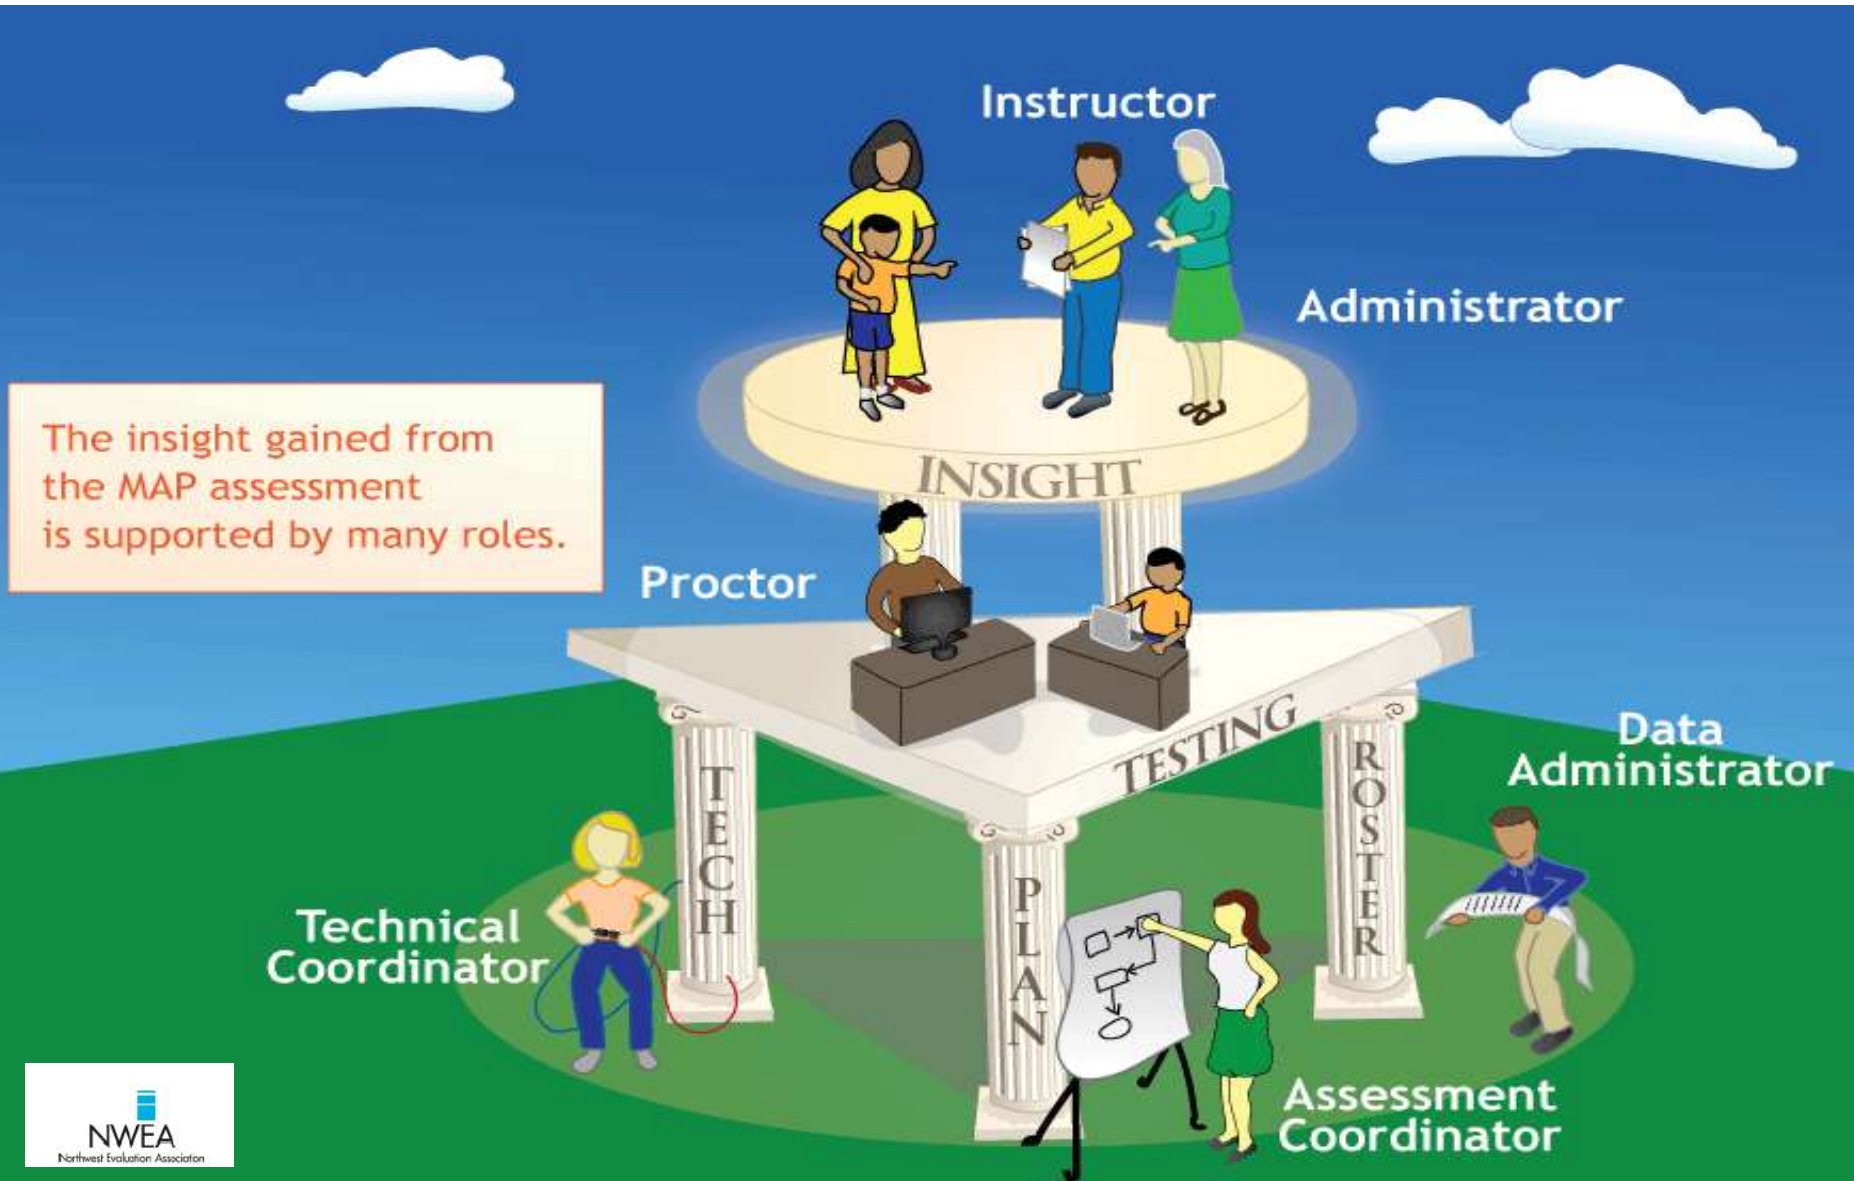 Instructor
Administrator
The insight gained from
the MAP assessment
is supported by many roles.
INSIGHT
Proctor
TESTING
TECH
PLAN
ROSTER
Data
Administrator
Technical
Coordinator
Assessment
Coordinator
NWEA
Northwest Evaluation Association